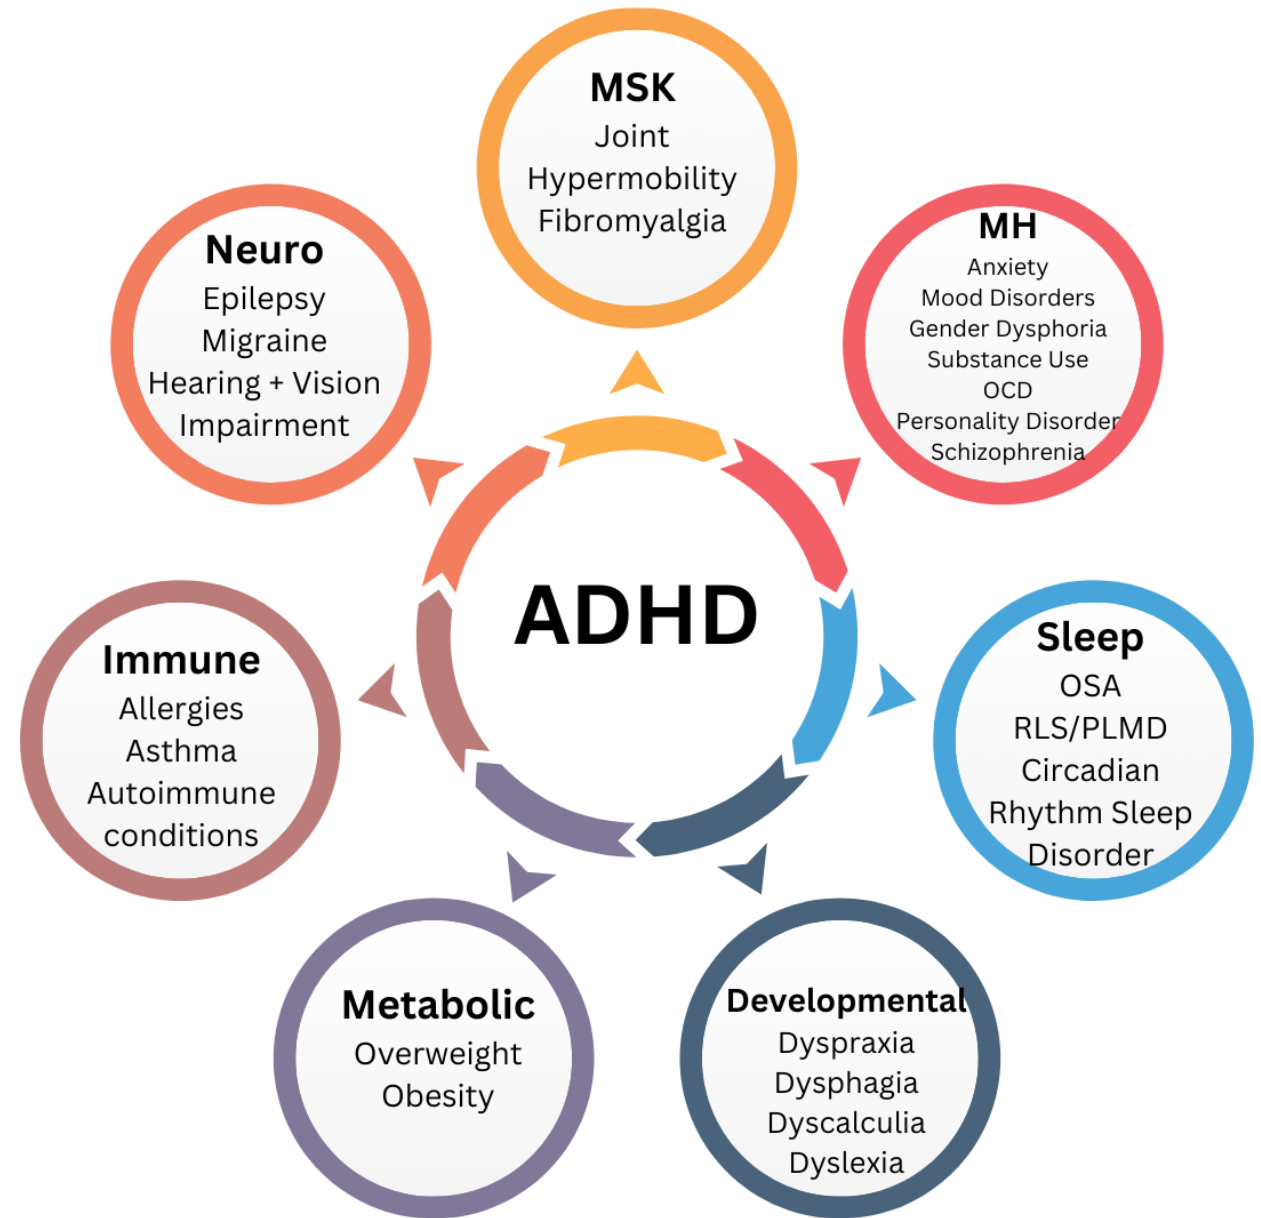 MSK
Joint
Hypermobility
Fibromyalgia
MH
Anxiety
Mood Disorders
Gender Dysphoria
Substance Use
OCD
Personality Disorder
Schizophrenia
Neuro
Epilepsy
Migraine
Hearing + Vision
Impairment
ADHD
Sleep
OSA
RLS/PLMD
Circadian
Rhythm Sleep
Disorder
Immune
Allergies
Asthma
Autoimmune
conditions
Developmental
Dyspraxia
Dysphagia
Dyscalculia
Dyslexia
Metabolic
Overweight
Obesity